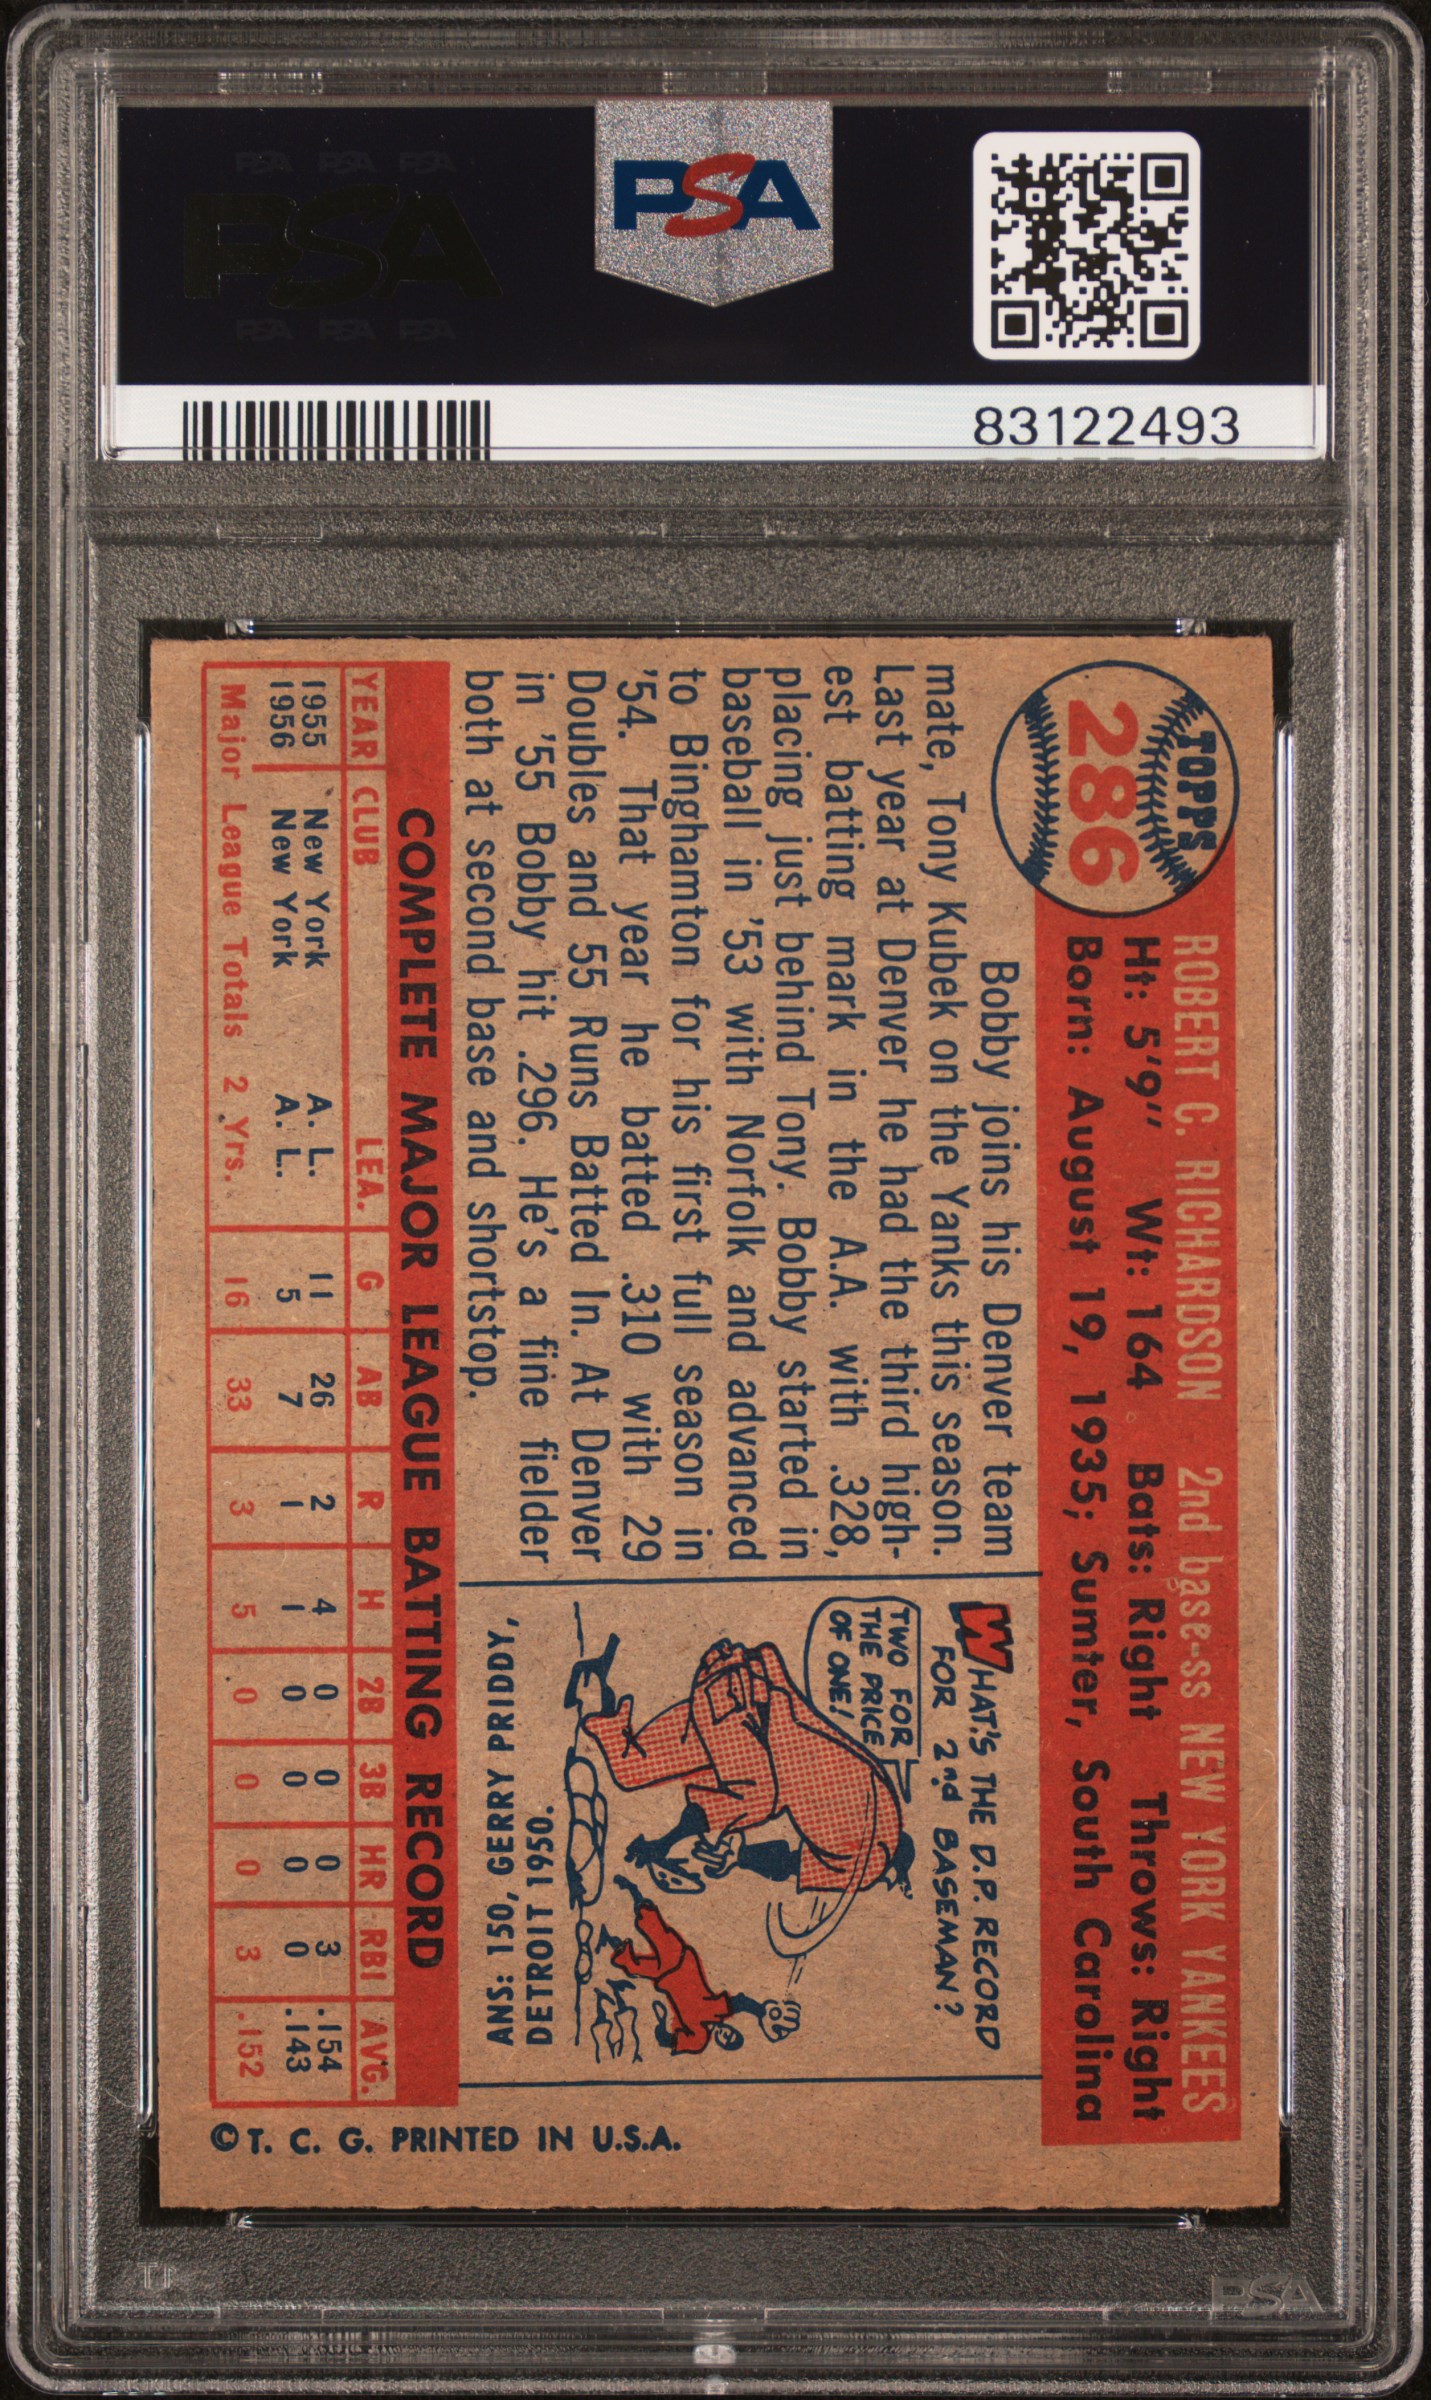 PSA PSA PSA
PSA
PSA PSA PSA
PSA
83122493
TOPPS
286
ROBERT C. RICHARDSON 2nd base-ss NEW YORK YANKEES
Ht: 5'9" Wt: 164 Bats: Right Throws: Right
Born: August 19, 1935; Sumter, South Carolina
Bobby joins his Denver team
mate, Tony Kubek on the Yanks this season.
Last year at Denver he had the third high-
est batting mark in the A.A. with .328,
placing just behind Tony. Bobby started in
baseball in '53 with Norfolk and advanced
to Binghamton for his first full season in
'54. That year he batted .310 with 29
Doubles and 55 Runs Batted In. At Denver
in '55 Bobby hit .296. He's a fine fielder
both at second base and shortstop.
WHAT'S THE D.P. RECORD
FOR 2nd BASEMAN?
TWO FOR
THE PRICE
OF ONE!
ANS: 150, GERRY PRIDDY,
DETROIT 1950.
COMPLETE MAJOR LEAGUE BATTING RECORD
YEAR CLUB LEA. G AB R H 2B 3B HR RBI AVG.
1955 New York A. L. 11 26 2 4 0 0 0 3 .154
1956 New York A. L. 5 7 1 1 0 0 0 0 .143
Major League Totals 2 Yrs. 16 33 3 5 0 0 0 3 .152
© T. C. G. PRINTED IN U.S.A.
PSA